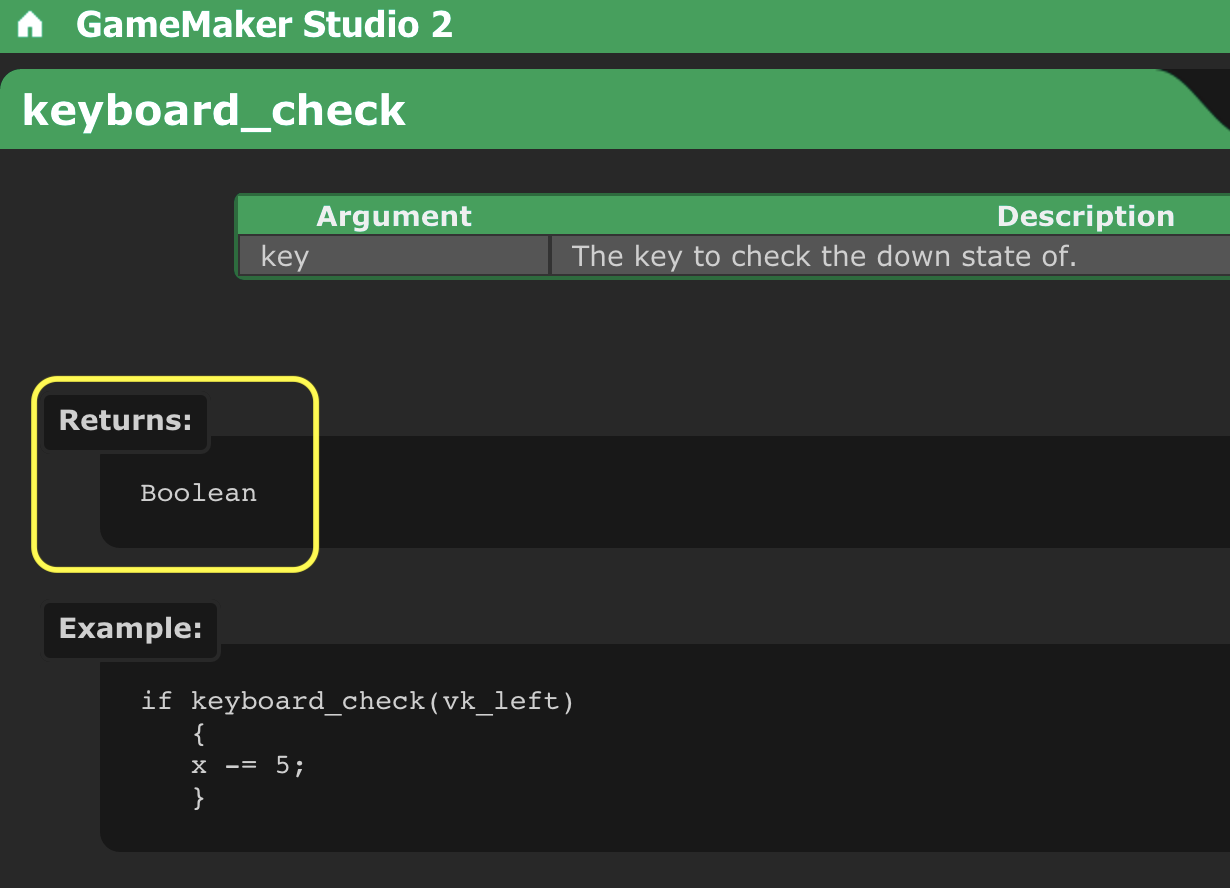 GameMaker Studio 2
keyboard_check
Argument Description
key The key to check the down state of.
Returns:
Boolean
Example:
if keyboard_check(vk_left)
{
x -= 5;
}